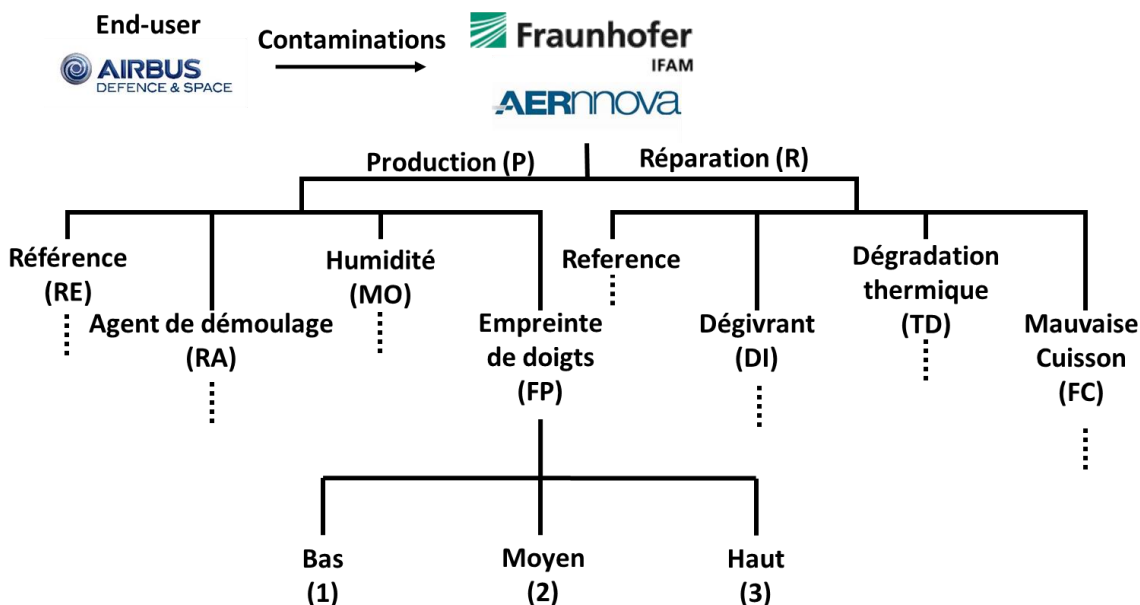 End-user
AIRBUS
DEFENCE & SPACE
Contaminations
Fraunhofer
IFAM
AERnnova
Production (P)
Réparation (R)
Référence
(RE)
Agent de démoulage
(RA)
Humidité
(MO)
Empreinte
de doigts
(FP)
Reference
Dégivrant
(DI)
Dégradation
thermique
(TD)
Mauvaise
Cuisson
(FC)
Bas
(1)
Moyen
(2)
Haut
(3)